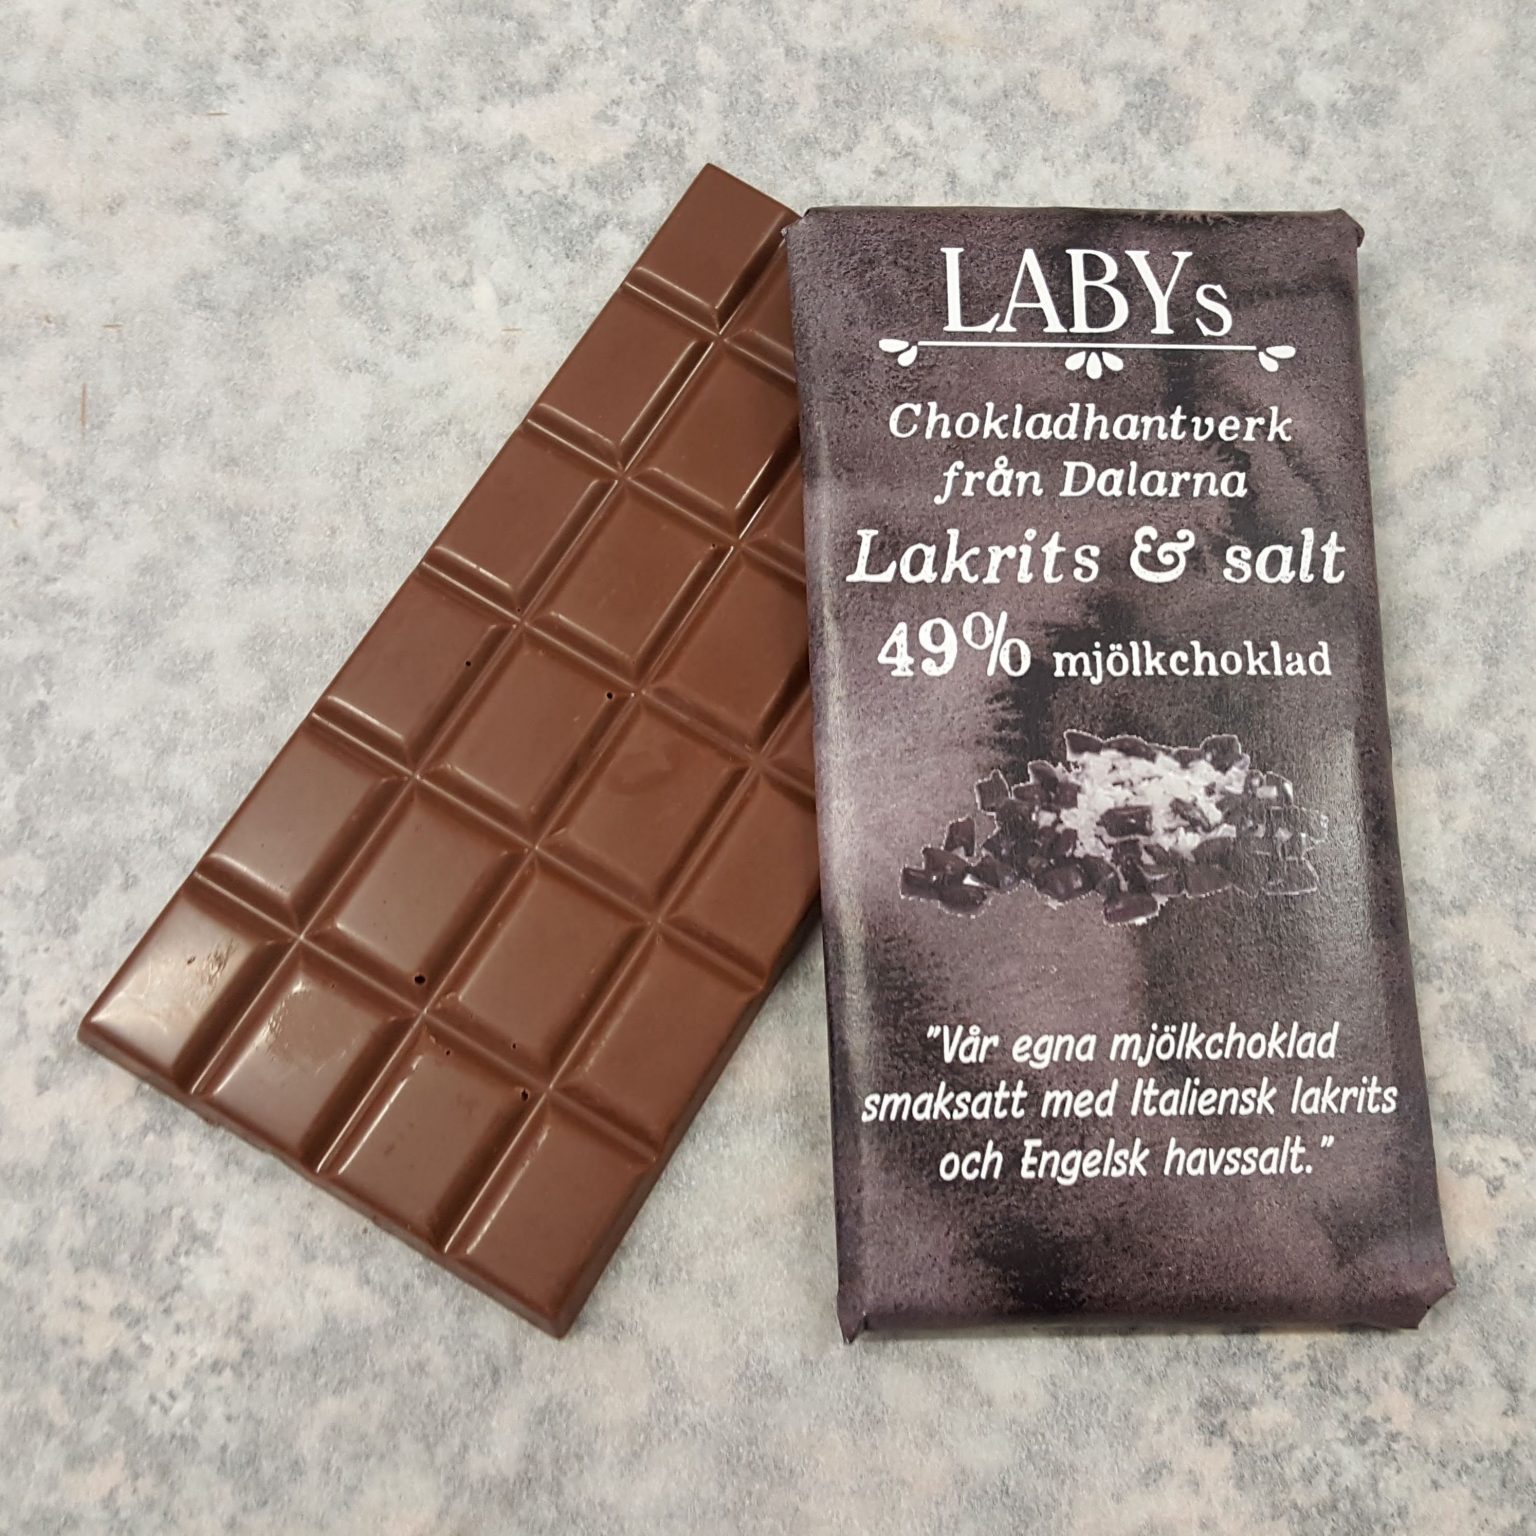 LABYs
Chokladhantverk
från Dalarna
Lakrits & salt
49% mjölkchoklad
"Vår egna mjölkchoklad
smaksatt med Italiensk lakrits
och Engelsk havssalt."